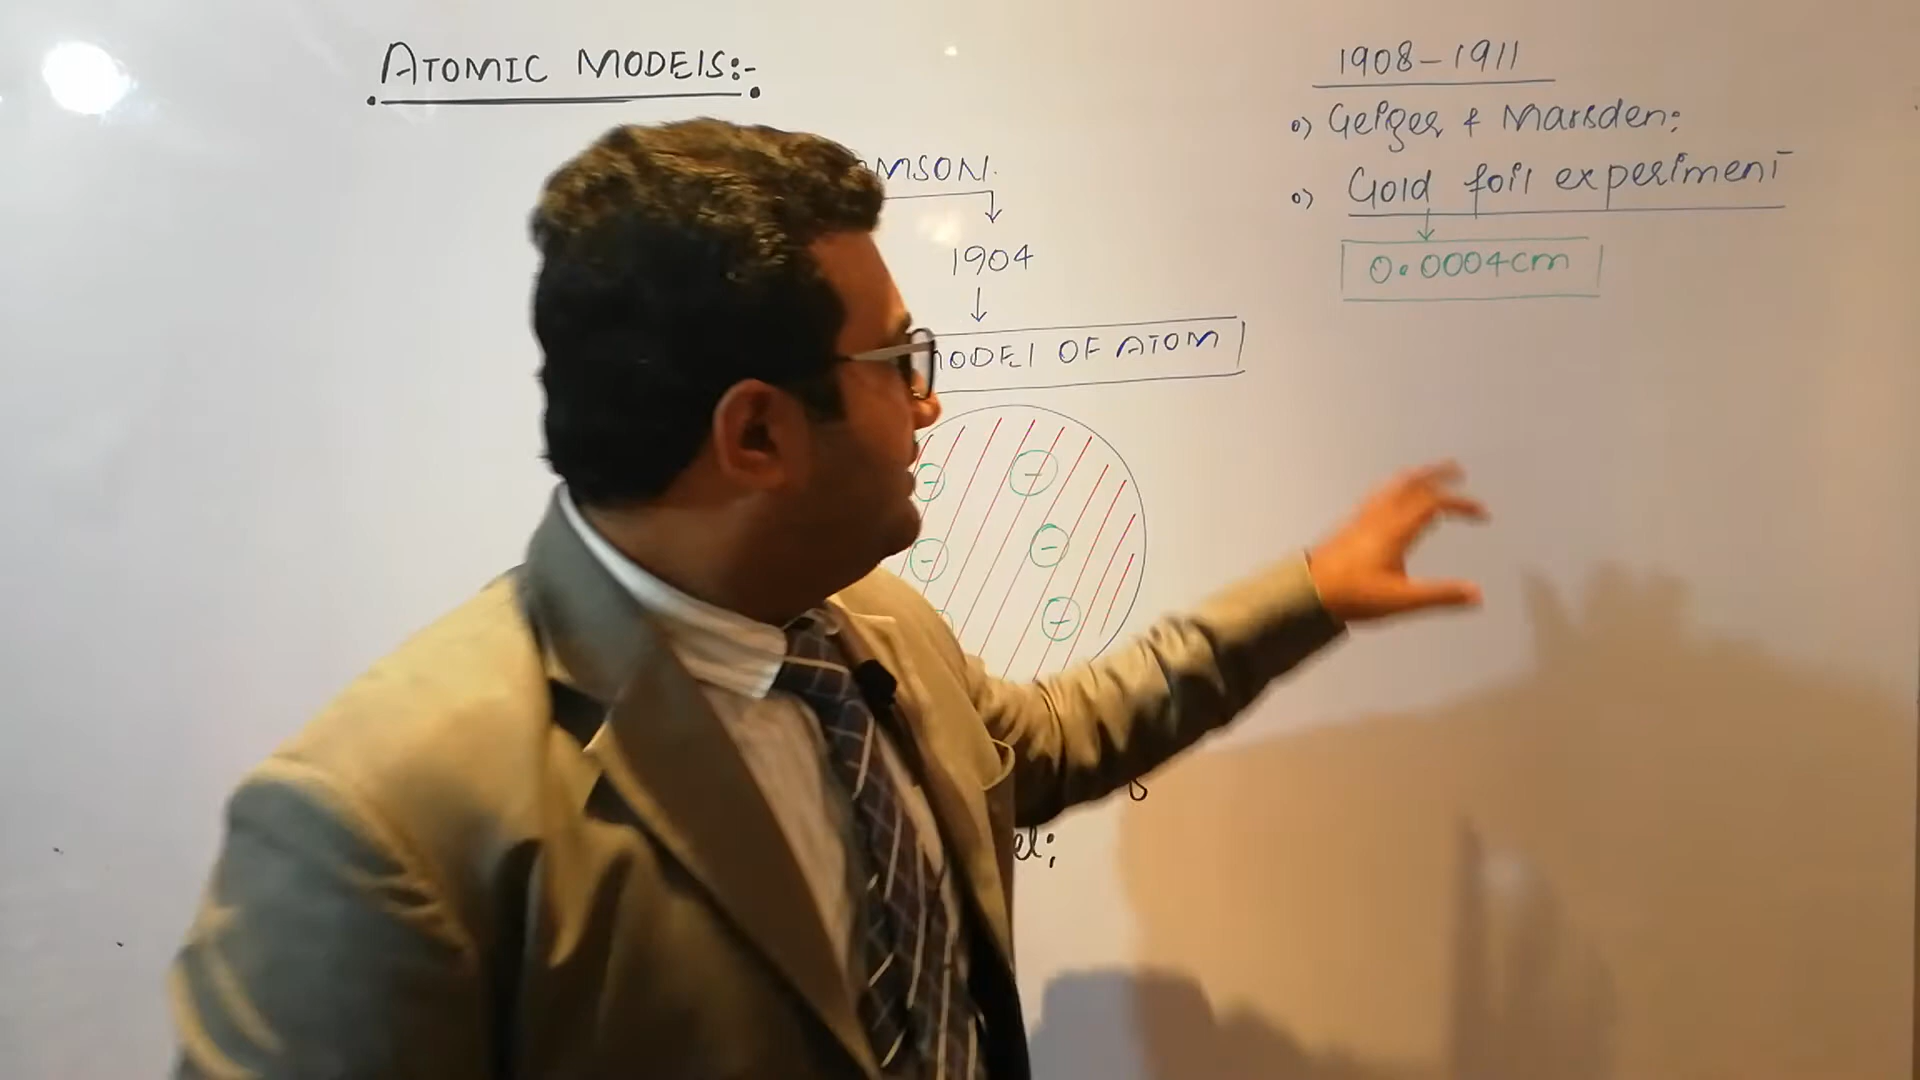 ATOMIC MODELS:-
MSON.
1904
MODEL OF ATOM
el;
1908-1911
o) Geiger & Marsden:
o) Gold foil experiment
0.0004cm